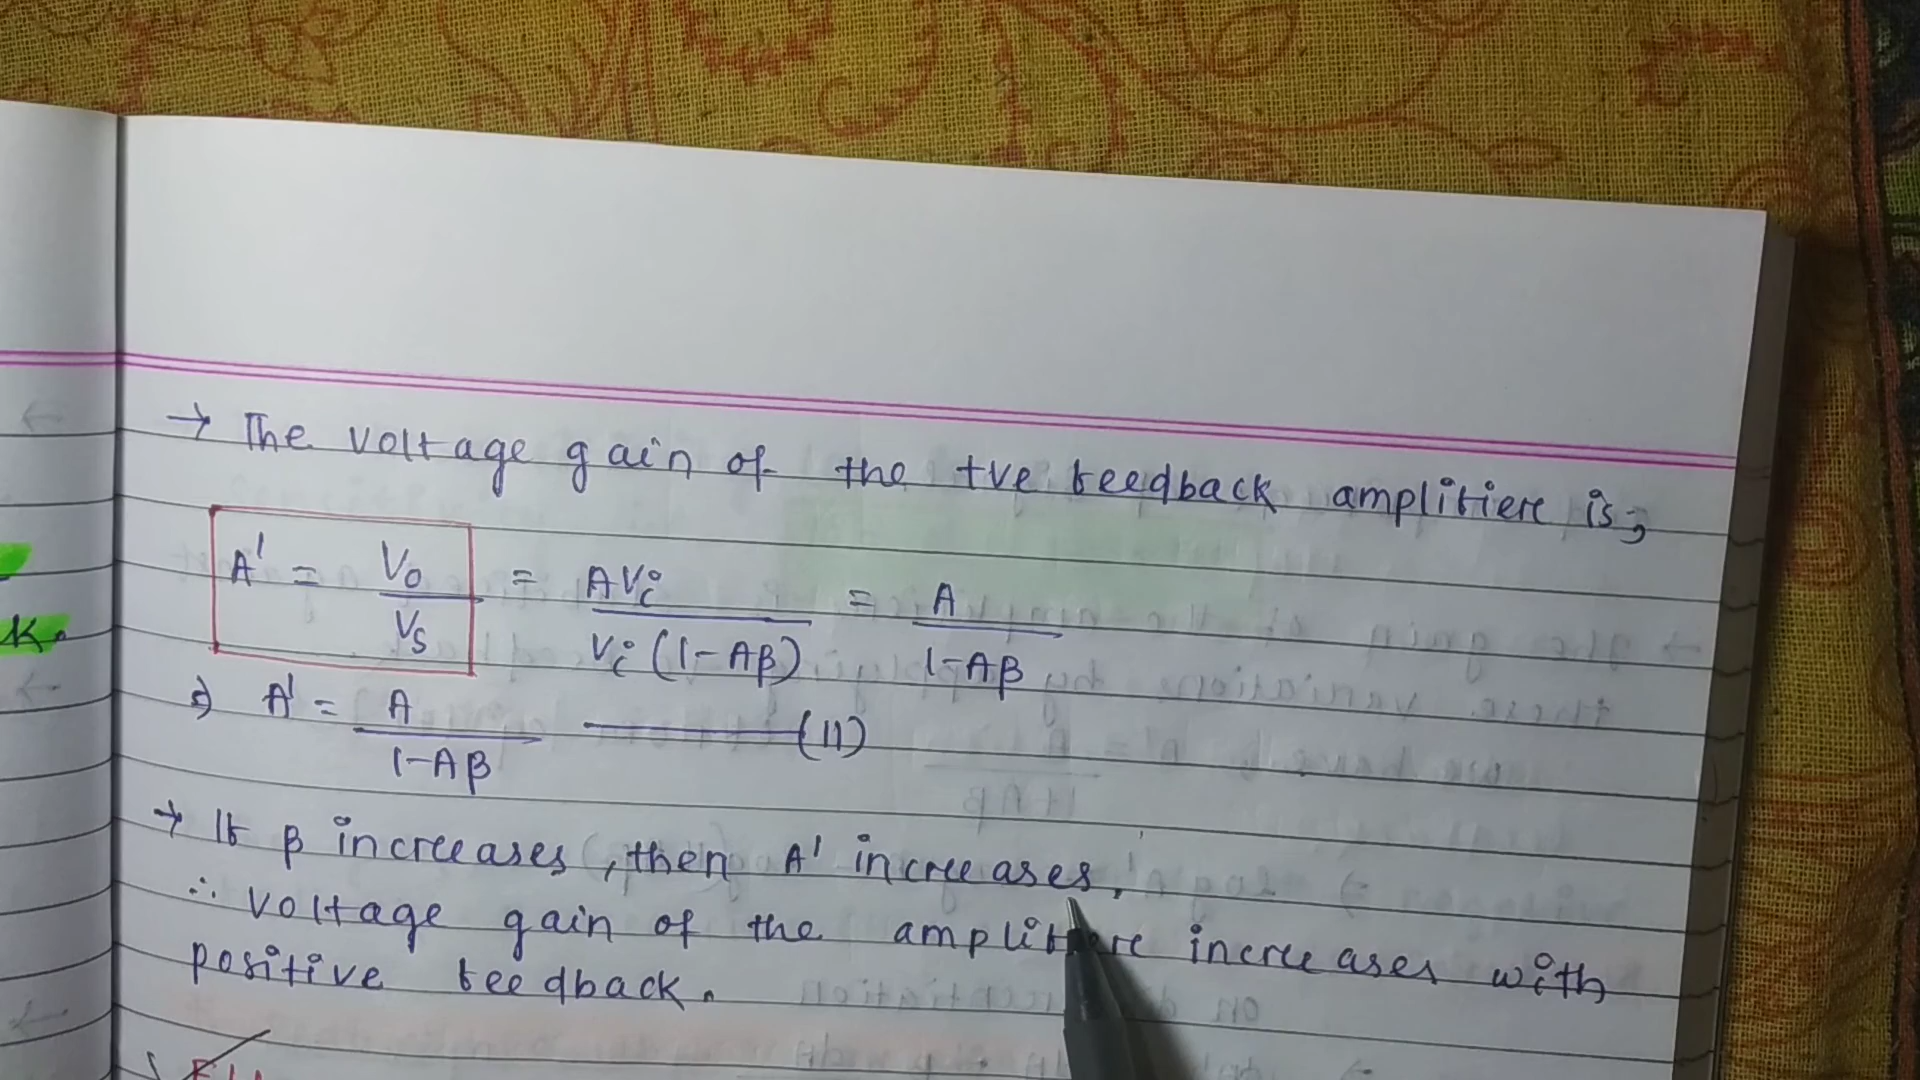 K.
→ The voltage gain of the +ve feedback amplifier is,
A' = Vo/Vs = AVi/Vi(1-Aβ) = A/1-Aβ
⇒ A' = A/1-Aβ ———(11)
→ If β increases, then A' increases.
∴ voltage gain of the amplifier increases with
positive feedback.